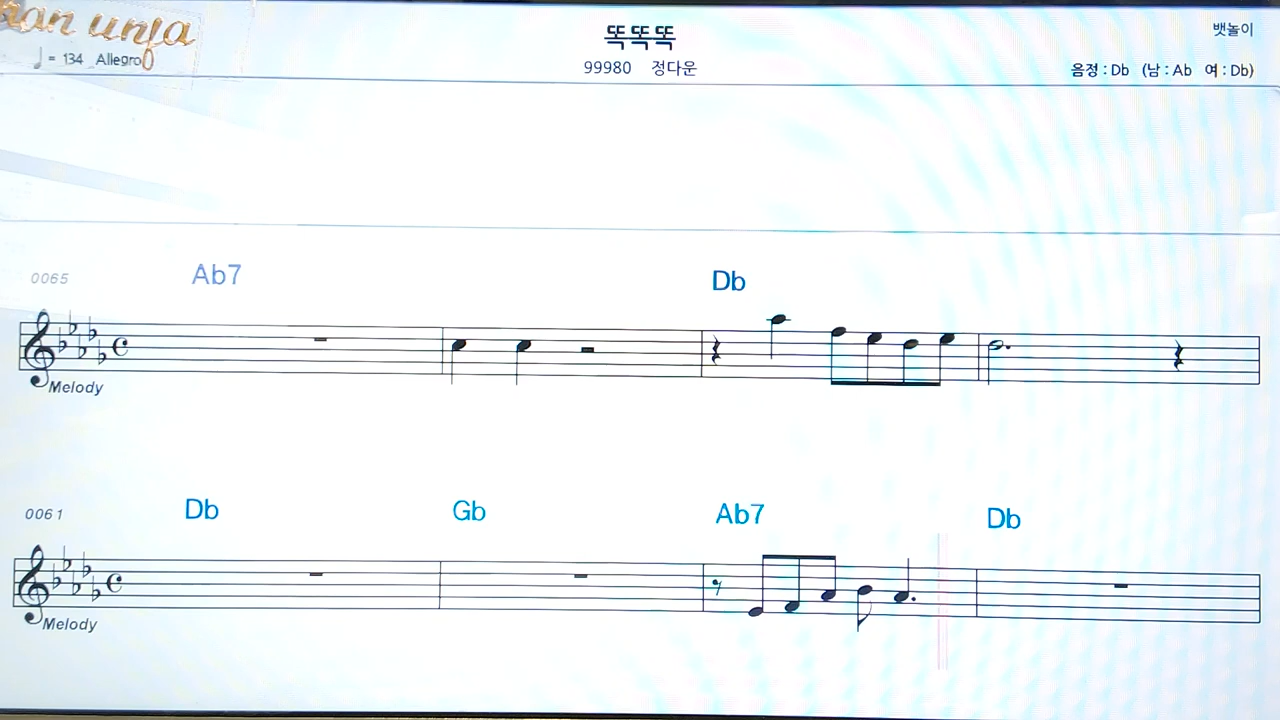 똑똑똑
뱃놀이
♩ = 134 Allegro
99980 정다운
음정 : Db (남 : Ab 여 : Db)
0065 Ab7 Db
Melody
0061 Db Gb Ab7 Db
Melody